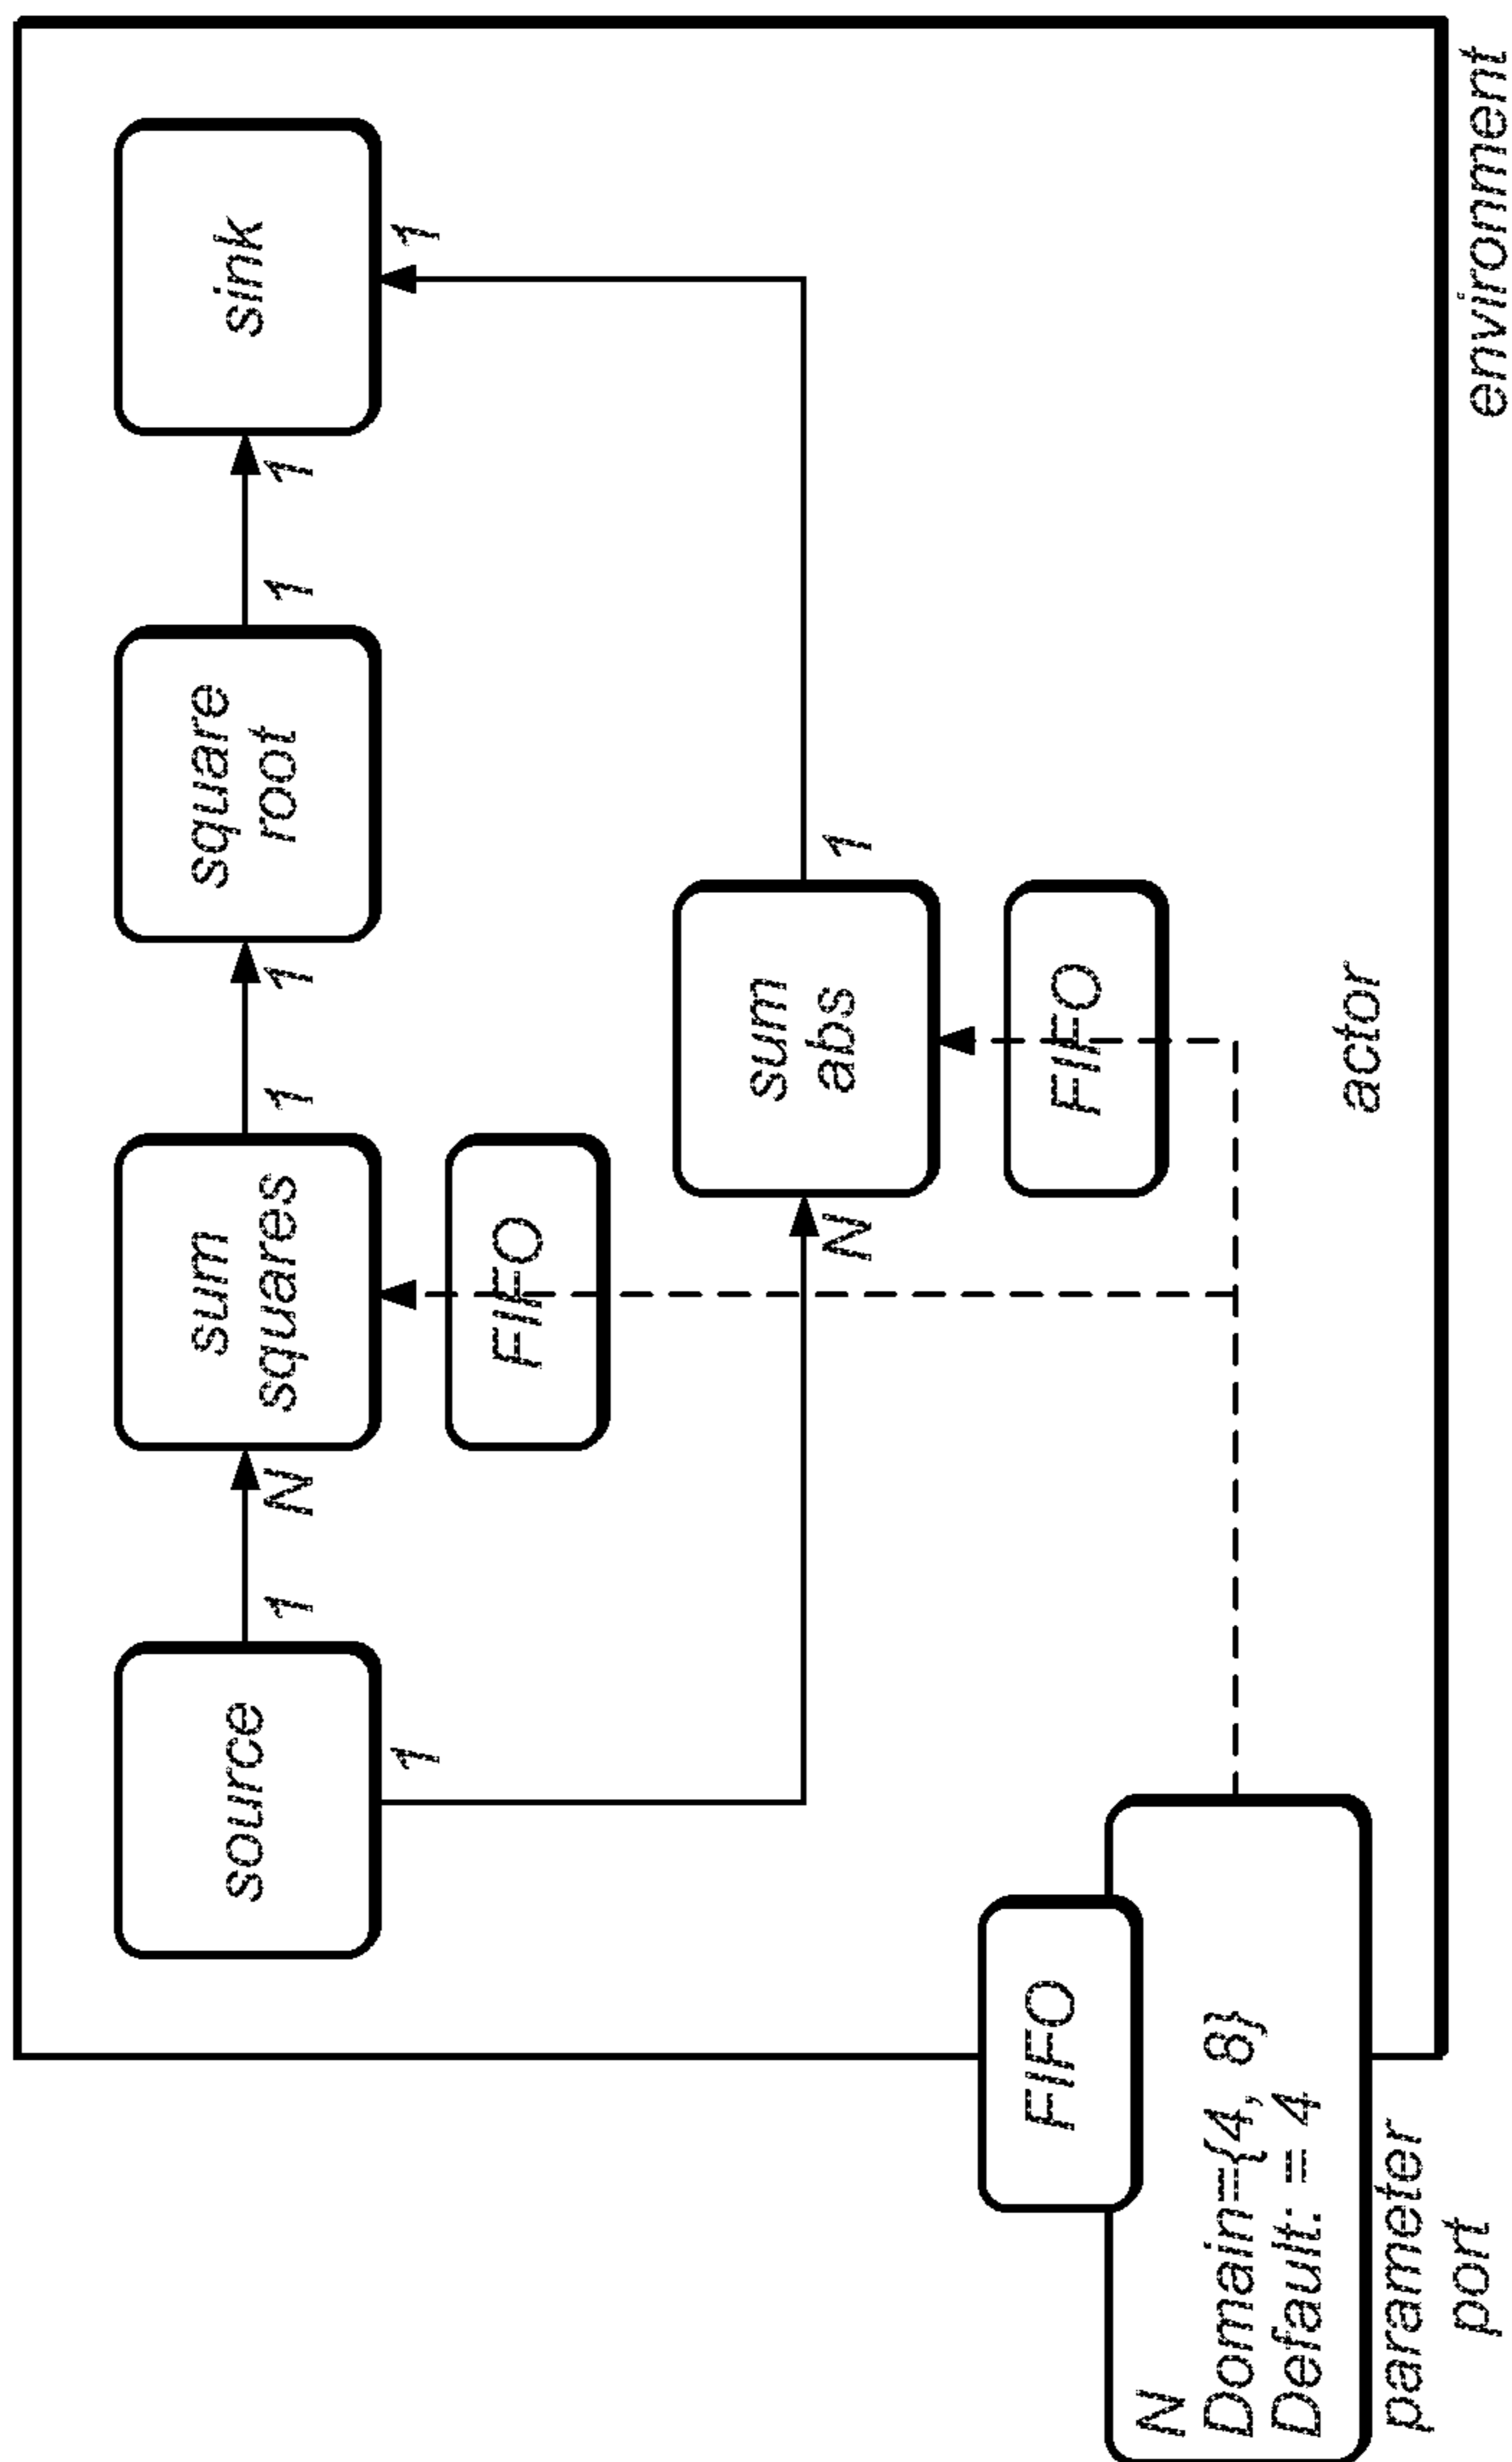 source
1
N
sum
squares
1
1
square
root
1
1
sink
1
1
FIFO
N
sum
abs
1
FIFO
FIFO
N
Domain={4, 8}
Default: = 4
parameter
port
actor
environment